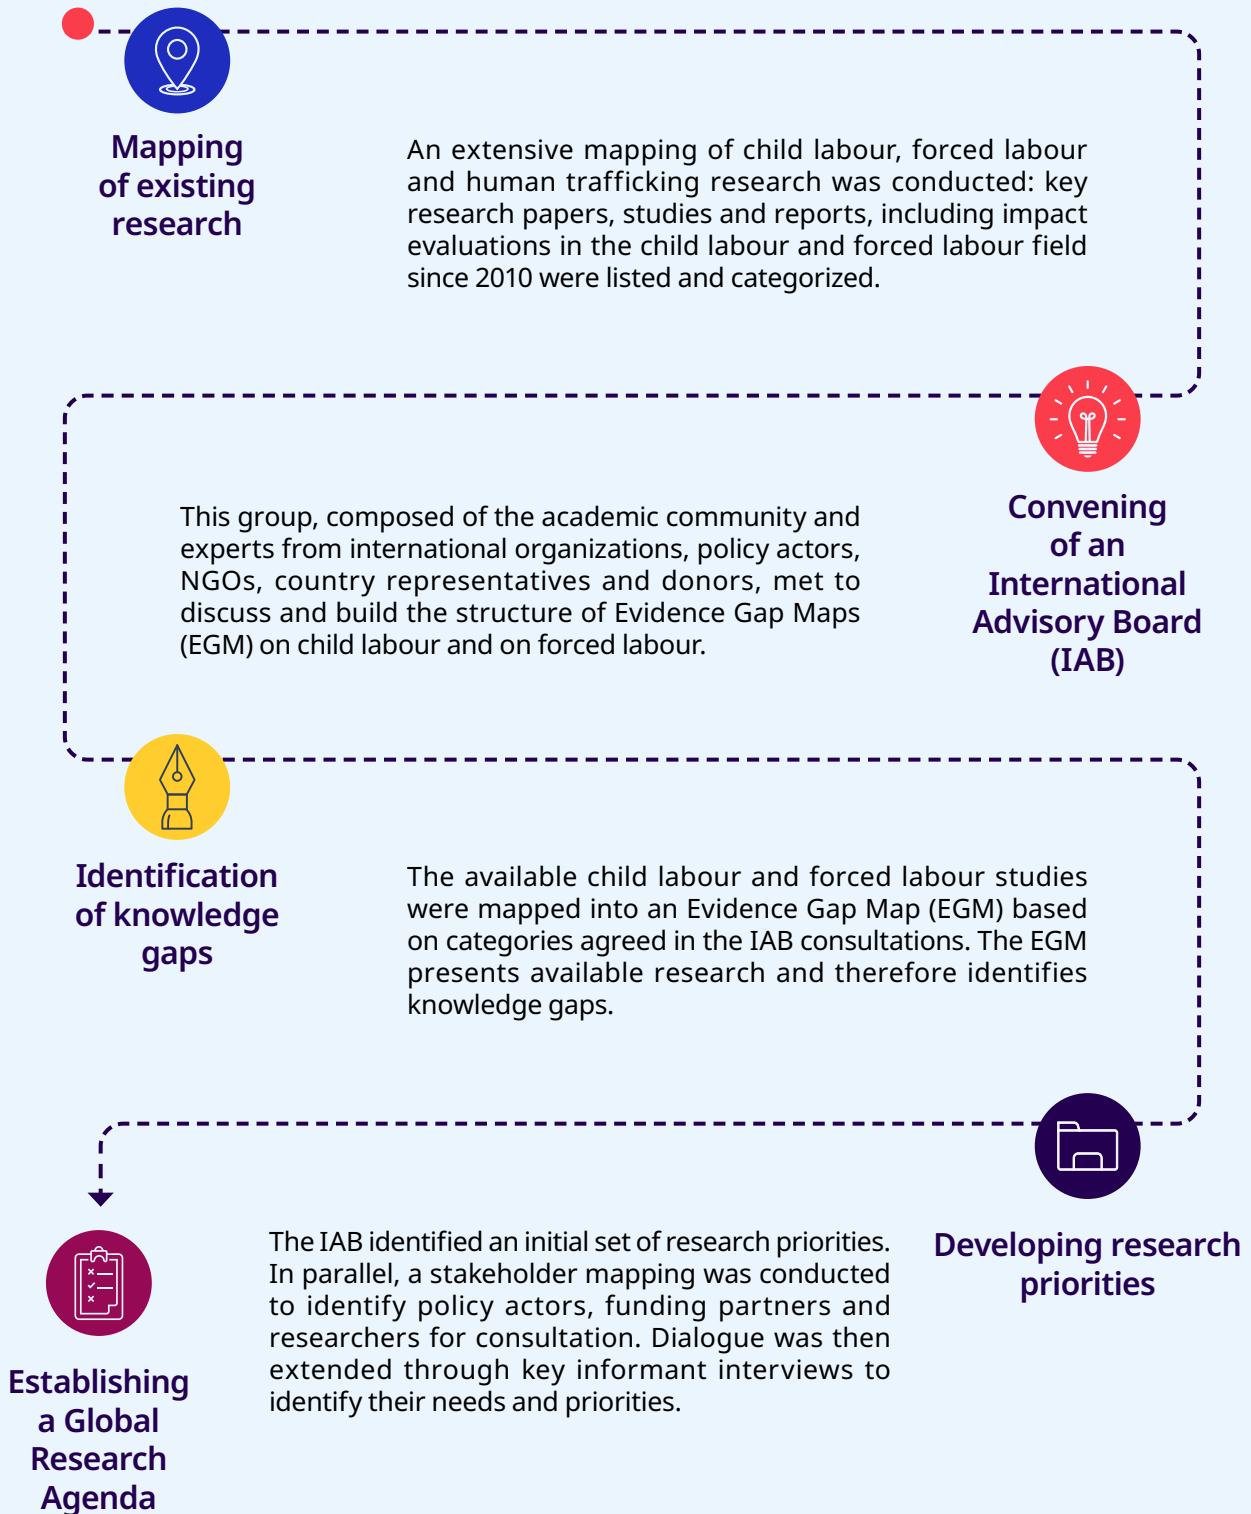 Mapping
of existing
research
An extensive mapping of child labour, forced labour
and human trafficking research was conducted: key
research papers, studies and reports, including impact
evaluations in the child labour and forced labour field
since 2010 were listed and categorized.
Convening
of an
International
Advisory Board
(IAB)
This group, composed of the academic community and
experts from international organizations, policy actors,
NGOs, country representatives and donors, met to
discuss and build the structure of Evidence Gap Maps
(EGM) on child labour and on forced labour.
Identification
of knowledge
gaps
The available child labour and forced labour studies
were mapped into an Evidence Gap Map (EGM) based
on categories agreed in the IAB consultations. The EGM
presents available research and therefore identifies
knowledge gaps.
Developing research
priorities
The IAB identified an initial set of research priorities.
In parallel, a stakeholder mapping was conducted
to identify policy actors, funding partners and
researchers for consultation. Dialogue was then
extended through key informant interviews to
identify their needs and priorities.
Establishing
a Global
Research
Agenda